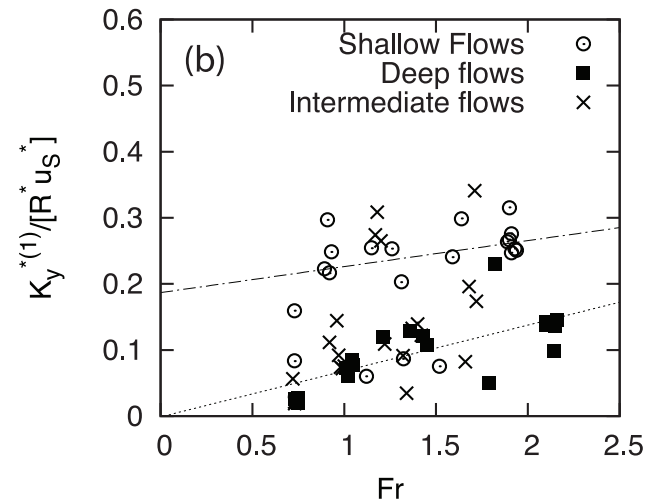 0.6
(b)
Shallow Flows
Deep flows
Intermediate flows
0.5
0.4
0.3
0.2
0.1
0
K_y^{*(1)}/[R^* u_S^*]
0 0.5 1 1.5 2 2.5
Fr